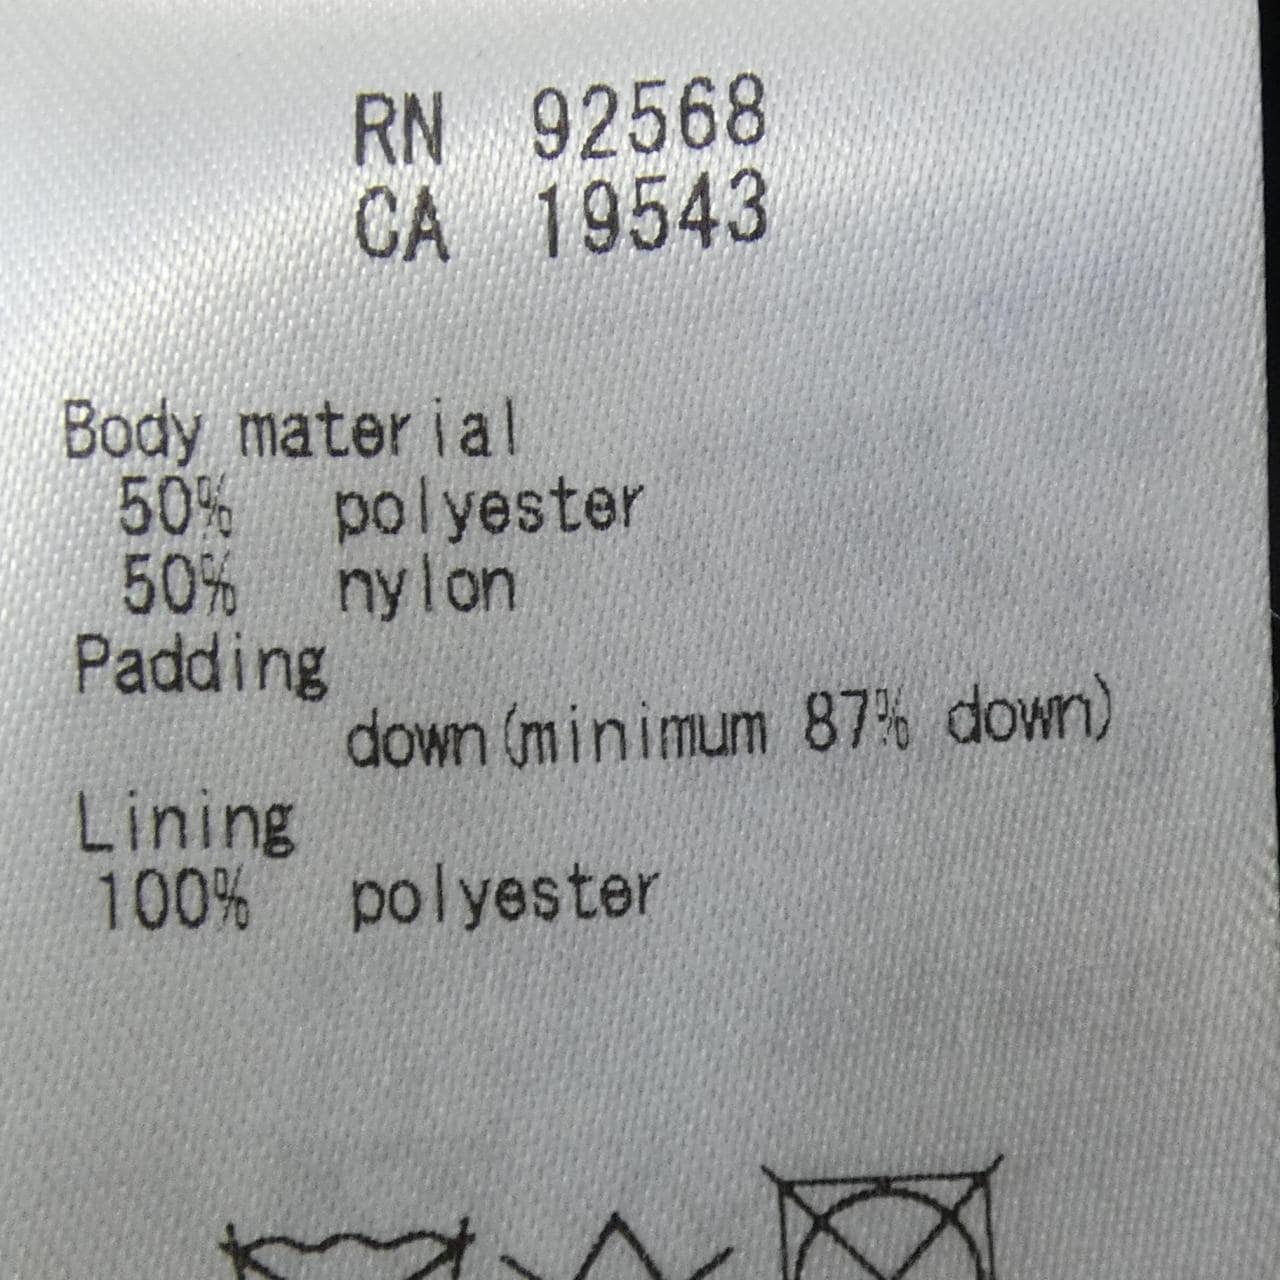 RN 92568
CA 19543
Body material
50% polyester
50% nylon
Padding
down(minimum 87% down)
Lining
100% polyester